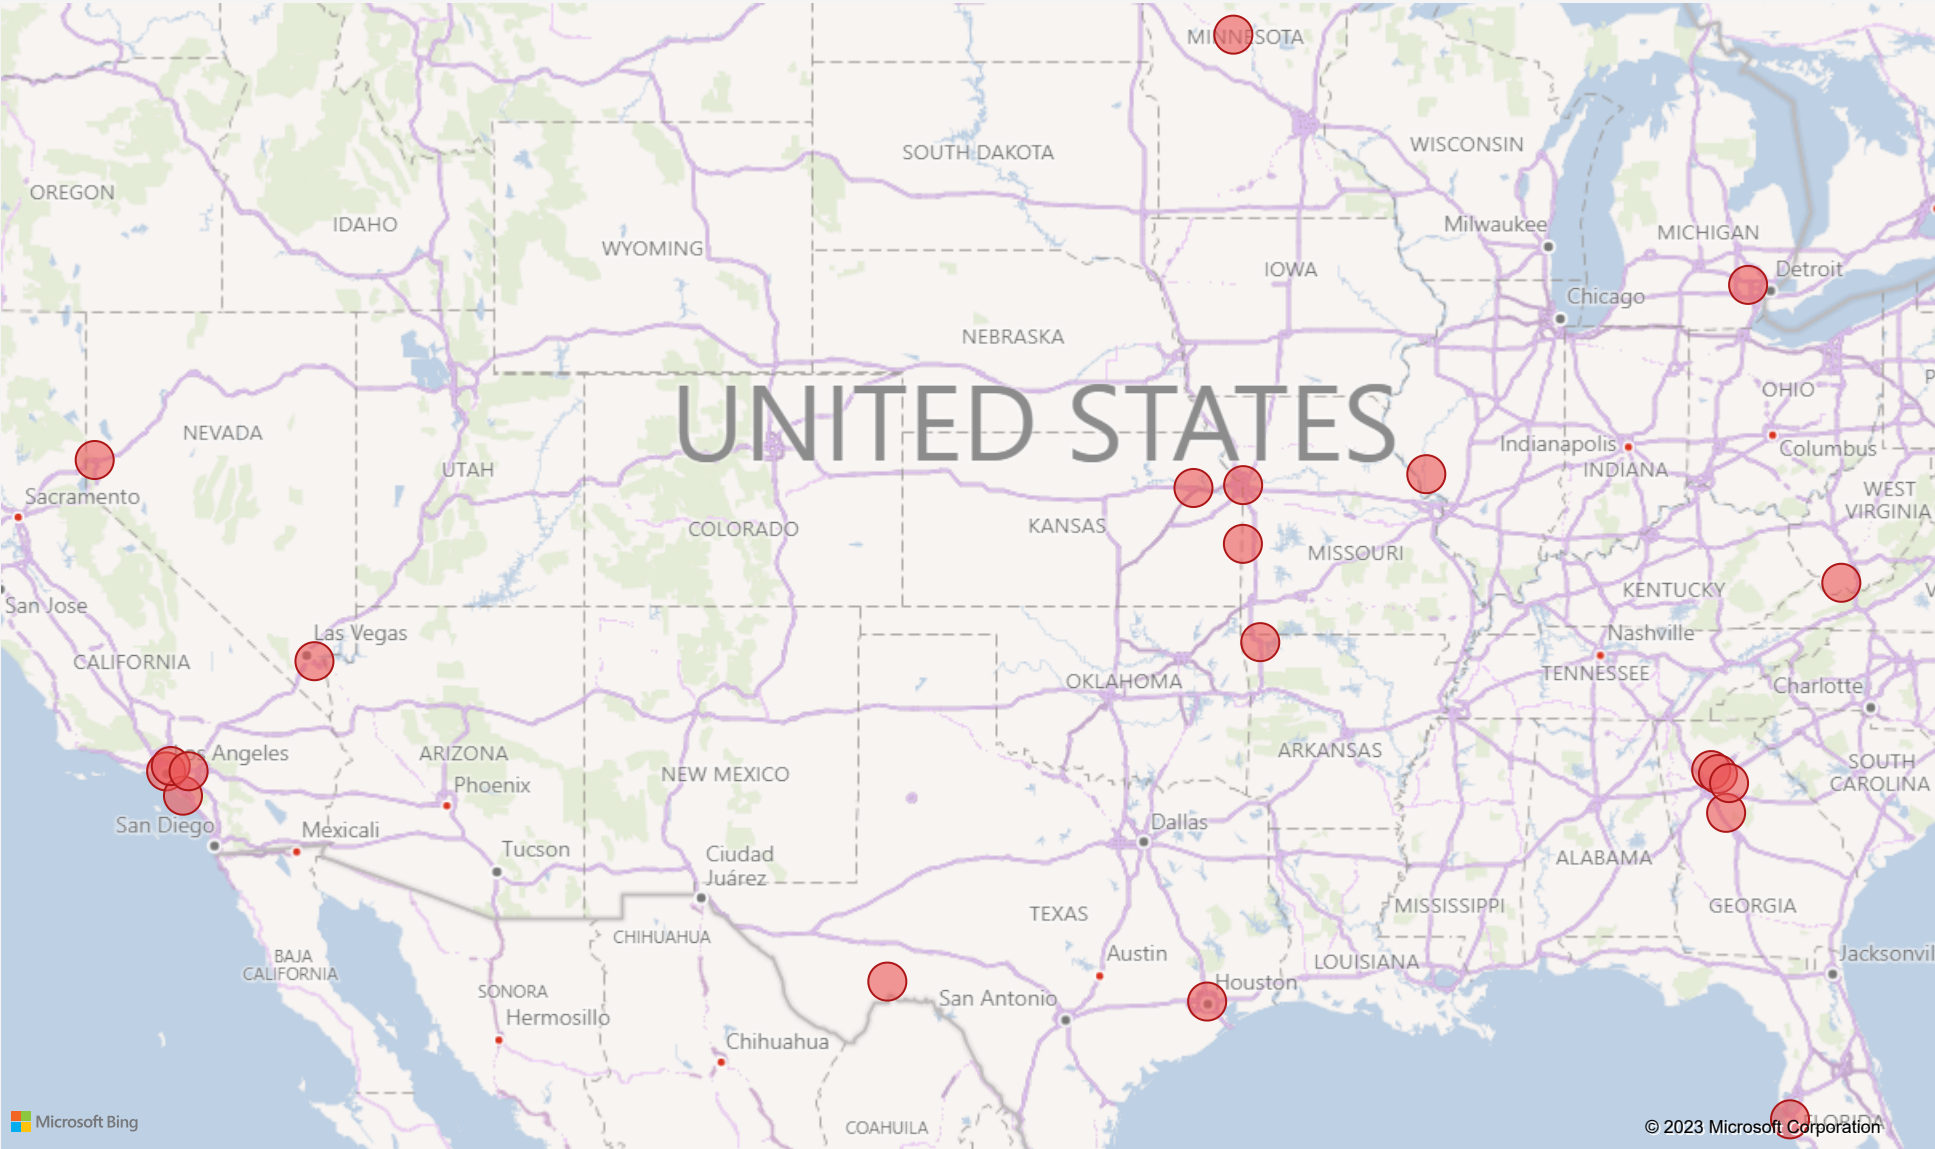 MINNESOTA
SOUTH DAKOTA
WISCONSIN
OREGON
IDAHO
WYOMING
Milwaukee
MICHIGAN
IOWA
Detroit
Chicago
NEBRASKA
OHIO
UNITED STATES
NEVADA
UTAH
Indianapolis
Columbus
INDIANA
Sacramento
WEST
VIRGINIA
COLORADO
KANSAS
MISSOURI
KENTUCKY
San Jose
Las Vegas
Nashville
CALIFORNIA
OKLAHOMA
TENNESSEE
Charlotte
Los Angeles
ARIZONA
ARKANSAS
SOUTH
CAROLINA
NEW MEXICO
Phoenix
San Diego
Mexicali
Dallas
Tucson
Ciudad
Juárez
ALABAMA
TEXAS
MISSISSIPPI
GEORGIA
CHIHUAHUA
BAJA
CALIFORNIA
Austin
LOUISIANA
Jacksonvil
SONORA
San Antonio
Houston
Hermosillo
Chihuahua
Microsoft Bing
COAHUILA
FLORIDA
© 2023 Microsoft Corporation